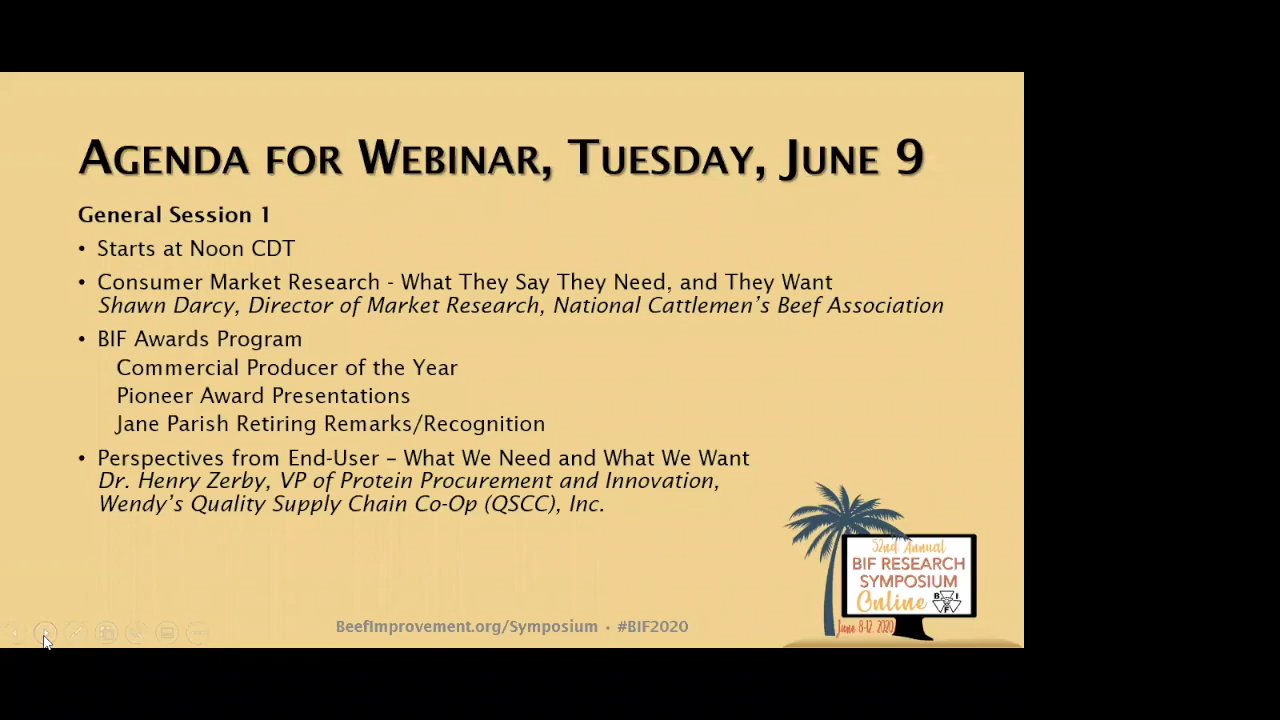 AGENDA FOR WEBINAR, TUESDAY, JUNE 9
General Session 1
• Starts at Noon CDT
• Consumer Market Research - What They Say They Need, and They Want
Shawn Darcy, Director of Market Research, National Cattlemen's Beef Association
• BIF Awards Program
Commercial Producer of the Year
Pioneer Award Presentations
Jane Parish Retiring Remarks/Recognition
• Perspectives from End-User – What We Need and What We Want
Dr. Henry Zerby, VP of Protein Procurement and Innovation,
Wendy's Quality Supply Chain Co-Op (QSCC), Inc.
52nd Annual
BIF RESEARCH
SYMPOSIUM
Online
B I
F
June 8-12, 2020
BeefImprovement.org/Symposium • #BIF2020